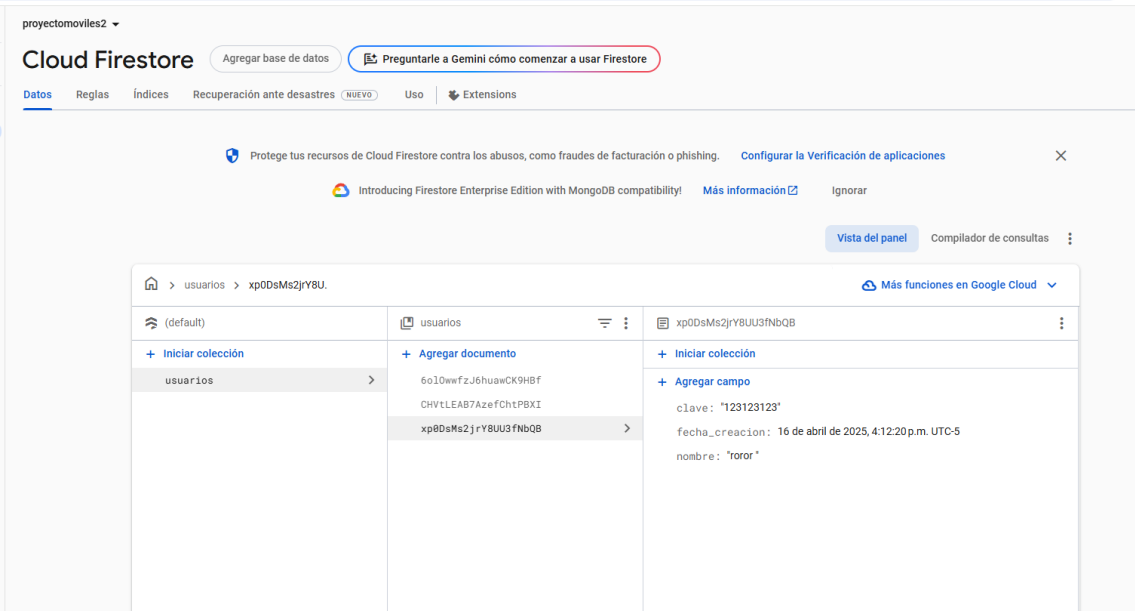 proyectomoviles2
Cloud Firestore Agregar base de datos Preguntarle a Gemini cómo comenzar a usar Firestore
Datos Reglas Índices Recuperación ante desastres NUEVO Uso Extensions
Protege tus recursos de Cloud Firestore contra los abusos, como fraudes de facturación o phishing. Configurar la Verificación de aplicaciones
Introducing Firestore Enterprise Edition with MongoDB compatibility! Más información Ignorar
Vista del panel Compilador de consultas
usuarios > xp0DsMs2jrY8U. Más funciones en Google Cloud
(default) usuarios xp0DsMs2jrY8UU3fNbQB
+ Iniciar colección + Agregar documento + Iniciar colección
usuarios 6olOwwfzJ6huawCK9HBf + Agregar campo
CHVtLEAB7AzefChtPBXI clave: "123123123"
xp0DsMs2jrY8UU3fNbQB fecha_creacion: 16 de abril de 2025, 4:12:20 p.m. UTC-5
nombre: "roror "